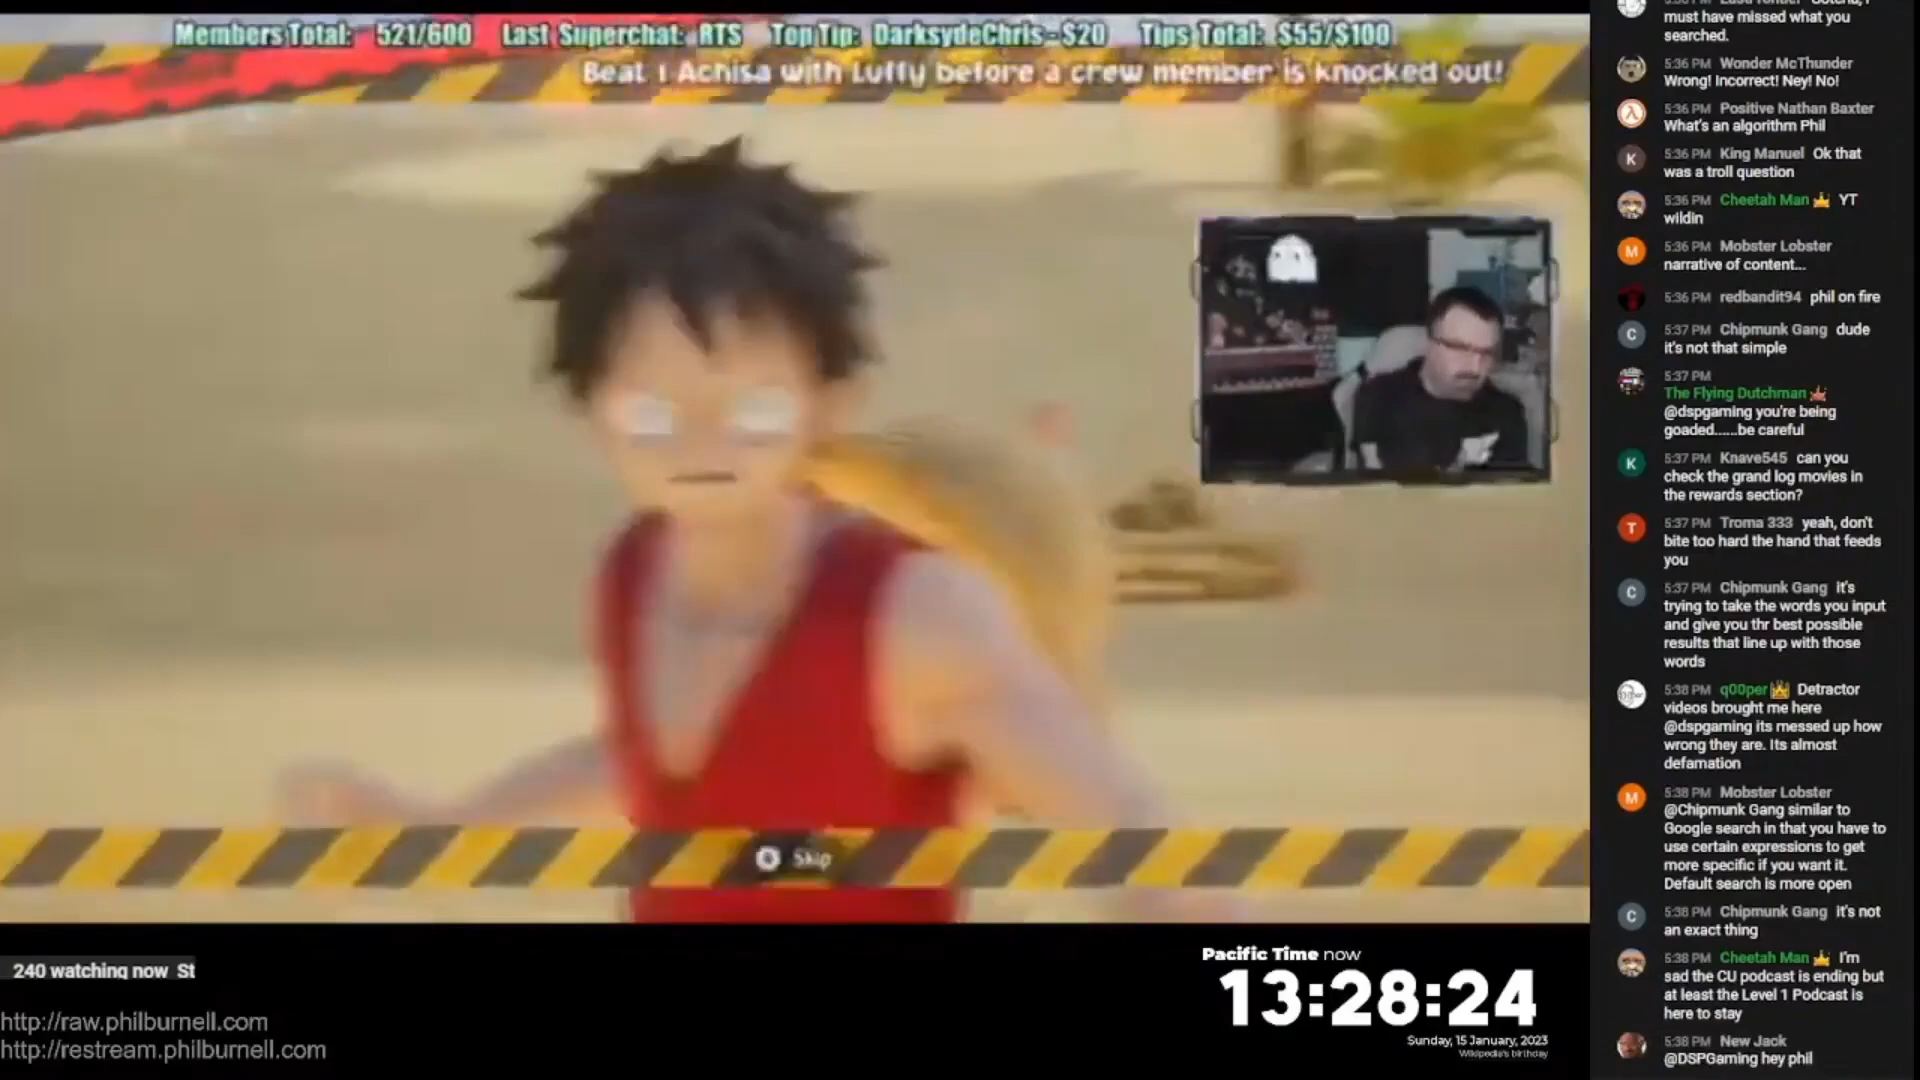 Members Total: 521/600 Last Superchat: RTS Top Tip: DarksydeChris - $20 Tips Total: $55/$100
Beat 1 Achisa with Luffy before a crew member is knocked out!
Skip
240 watching now St
http://raw.philburnell.com
http://restream.philburnell.com
Pacific Time now
13:28:24
Sunday, 15 January, 2023
Wikipedia's birthday
must have missed what you
searched.
5:36 PM Wonder McThunder
Wrong! Incorrect! Ney! No!
5:36 PM Positive Nathan Baxter
What's an algorithm Phil
K
5:36 PM King Manuel Ok that
was a troll question
5:36 PM Cheetah Man YT
wildin
M
5:36 PM Mobster Lobster
narrative of content...
5:36 PM redbandit94 phil on fire
C
5:37 PM Chipmunk Gang dude
it's not that simple
5:37 PM
The Flying Dutchman
@dspgaming you're being
goaded......be careful
K
5:37 PM Knave545 can you
check the grand log movies in
the rewards section?
T
5:37 PM Troma 333 yeah, don't
bite too hard the hand that feeds
you
C
5:37 PM Chipmunk Gang it's
trying to take the words you input
and give you thr best possible
results that line up with those
words
5:38 PM q00per Detractor
videos brought me here
@dspgaming its messed up how
wrong they are. Its almost
defamation
M
5:38 PM Mobster Lobster
@Chipmunk Gang similar to
Google search in that you have to
use certain expressions to get
more specific if you want it.
Default search is more open
C
5:38 PM Chipmunk Gang it's not
an exact thing
5:38 PM Cheetah Man I'm
sad the CU podcast is ending but
at least the Level 1 Podcast is
here to stay
5:38 PM New Jack
@DSPGaming hey phil